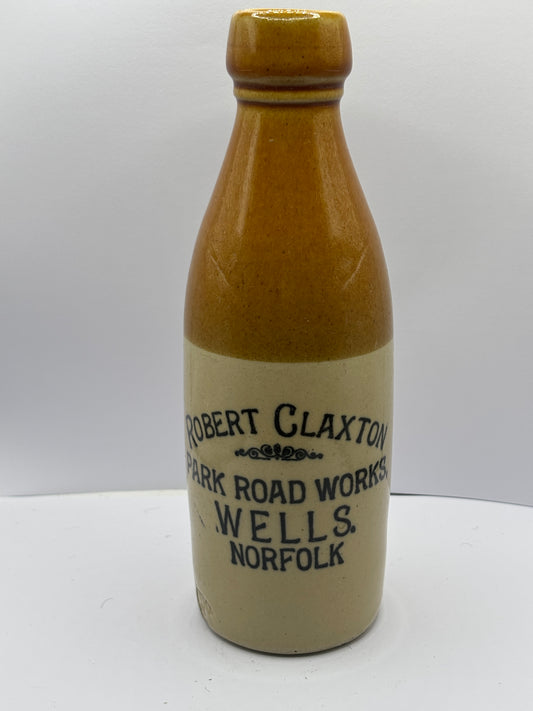 ROBERT CLAXTON
PARK ROAD WORKS,
WELLS.
NORFOLK